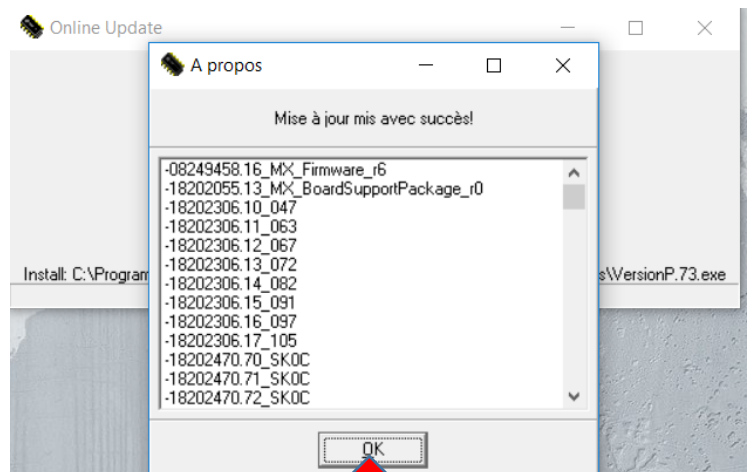 Online Update
A propos
Mise à jour mis avec succès!
-08249458.16_MX_Firmware_r6
-18202055.13_MX_BoardSupportPackage_r0
-18202306.10_047
-18202306.11_063
-18202306.12_067
-18202306.13_072
-18202306.14_082
-18202306.15_091
-18202306.16_097
-18202306.17_105
-18202470.70_SK0C
-18202470.71_SK0C
-18202470.72_SK0C
Install: C:\Program
s\VersionP.73.exe
OK